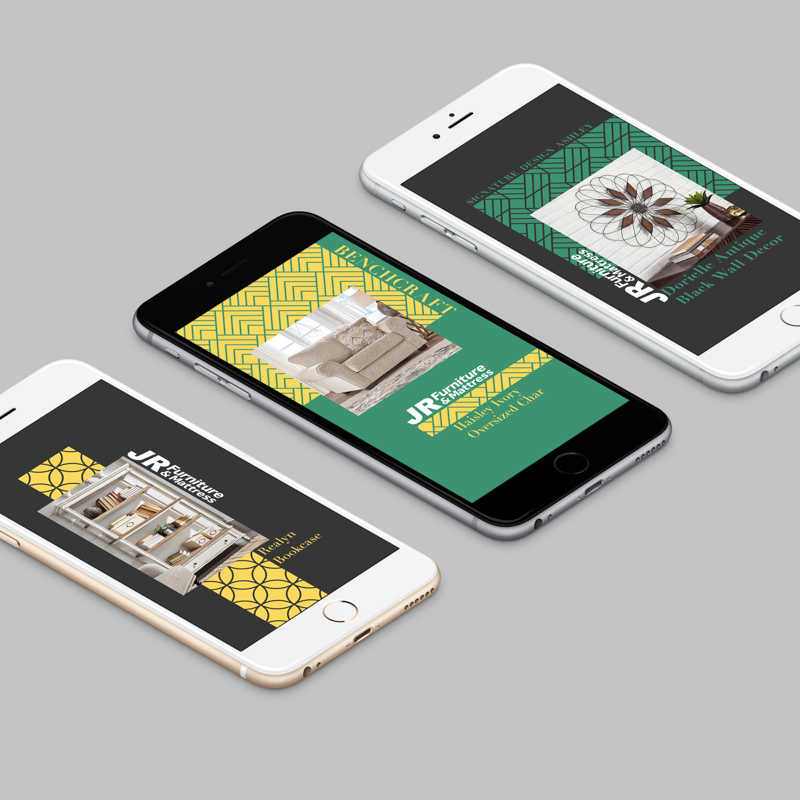 SIGNATURE DESIGN ASHLEY
JR Furniture
& Mattress
Dorielle Antique
Black Wall Decor
BENCHCRAFT
JR Furniture
& Mattress
Haisley Ivory
Oversized Char
JR Furniture
& Mattress
Realyn
Bookcase